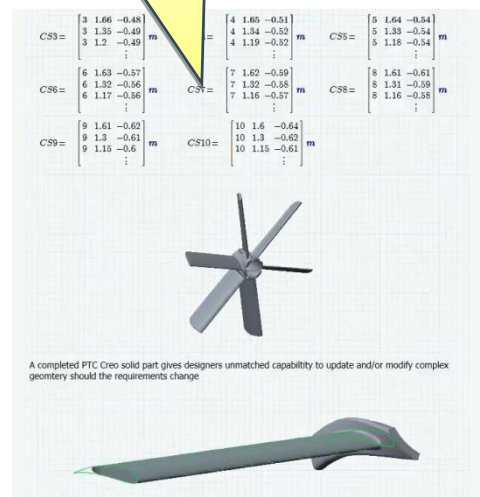 CS3= [3 1.66 −0.48] m [4 1.65 −0.51] m CS5= [5 1.64 −0.54] m
3 1.35 −0.49 4 1.34 −0.52 5 1.33 −0.54
3 1.2 −0.49 4 1.19 −0.52 5 1.18 −0.54
⋮ ⋮ ⋮
CS6= [6 1.63 −0.57] m CS7= [7 1.62 −0.59] m CS8= [8 1.61 −0.61] m
6 1.32 −0.56 7 1.32 −0.58 8 1.31 −0.59
6 1.17 −0.56 7 1.16 −0.57 8 1.16 −0.58
⋮ ⋮ ⋮
CS9= [9 1.61 −0.62] m CS10= [10 1.6 −0.64] m
9 1.3 −0.61 10 1.3 −0.62
9 1.15 −0.6 10 1.15 −0.61
⋮ ⋮
A completed PTC Creo solid part gives designers unmatched capabiltity to update and/or modify complex
geomtery should the requirements change